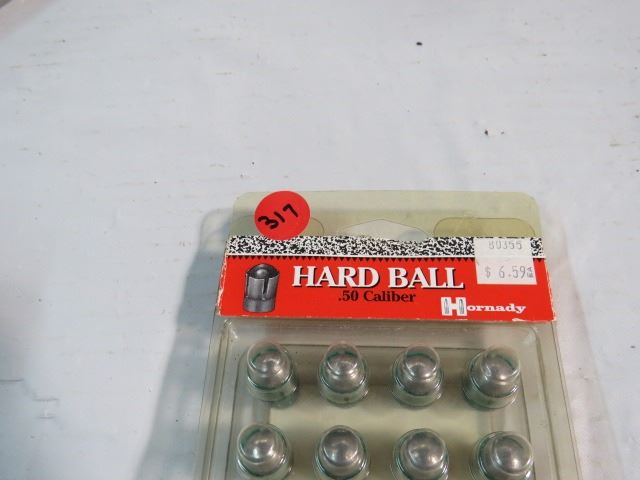 317
80355
$ 6.59
HARD BALL
.50 Caliber
Hornady